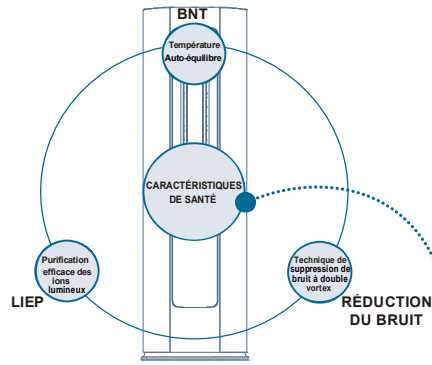 BNT
Température
Auto-équilibre
CARACTÉRISTIQUES
DE SANTÉ
Purification
efficace des
ions
lumineux
LIEP
Technique de
suppression de
bruit à double
vortex
RÉDUCTION
DU BRUIT